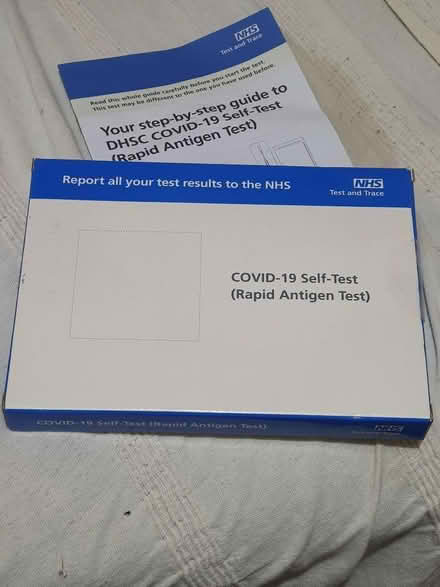 NHS
Test and Trace
Read this whole guide carefully before you start the test.
This test may be different to the one you have used before.
Your step-by-step guide to
DHSC COVID-19 Self-Test
(Rapid Antigen Test)
Report all your test results to the NHS
NHS
Test and Trace
COVID-19 Self-Test
(Rapid Antigen Test)
COVID-19 Self-Test (Rapid Antigen Test)
NHS